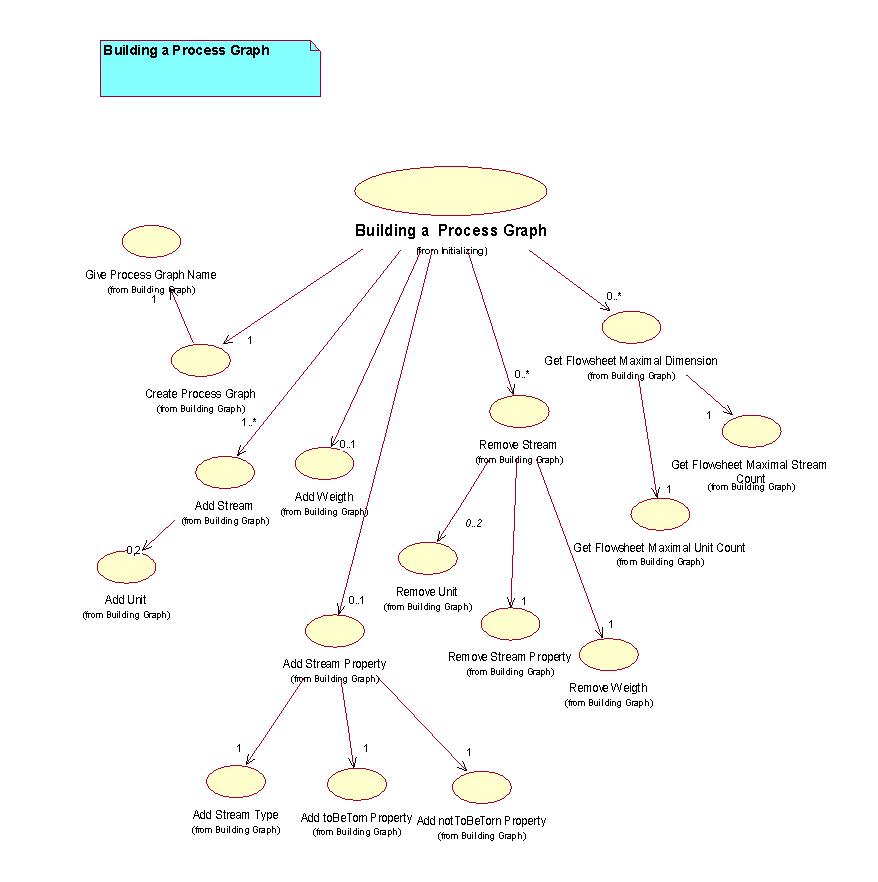 Building a Process Graph
Building a Process Graph
(from Initializing)
Give Process Graph Name
(from Building Graph)
1
1
Create Process Graph
(from Building Graph)
0..*
Get Flowsheet Maximal Dimension
(from Building Graph)
0..*
Remove Stream
(from Building Graph)
1
Get Flowsheet Maximal Stream
Count
(from Building Graph)
1..*
Add Stream
(from Building Graph)
0..1
Add Weigth
(from Building Graph)
1
Get Flowsheet Maximal Unit Count
(from Building Graph)
0,2
Add Unit
(from Building Graph)
0..2
Remove Unit
(from Building Graph)
0..1
Add Stream Property
(from Building Graph)
1
Remove Stream Property
(from Building Graph)
1
Remove Weigth
(from Building Graph)
1
Add Stream Type
(from Building Graph)
1
Add toBeTorn Property
(from Building Graph)
1
Add notToBeTorn Property
(from Building Graph)